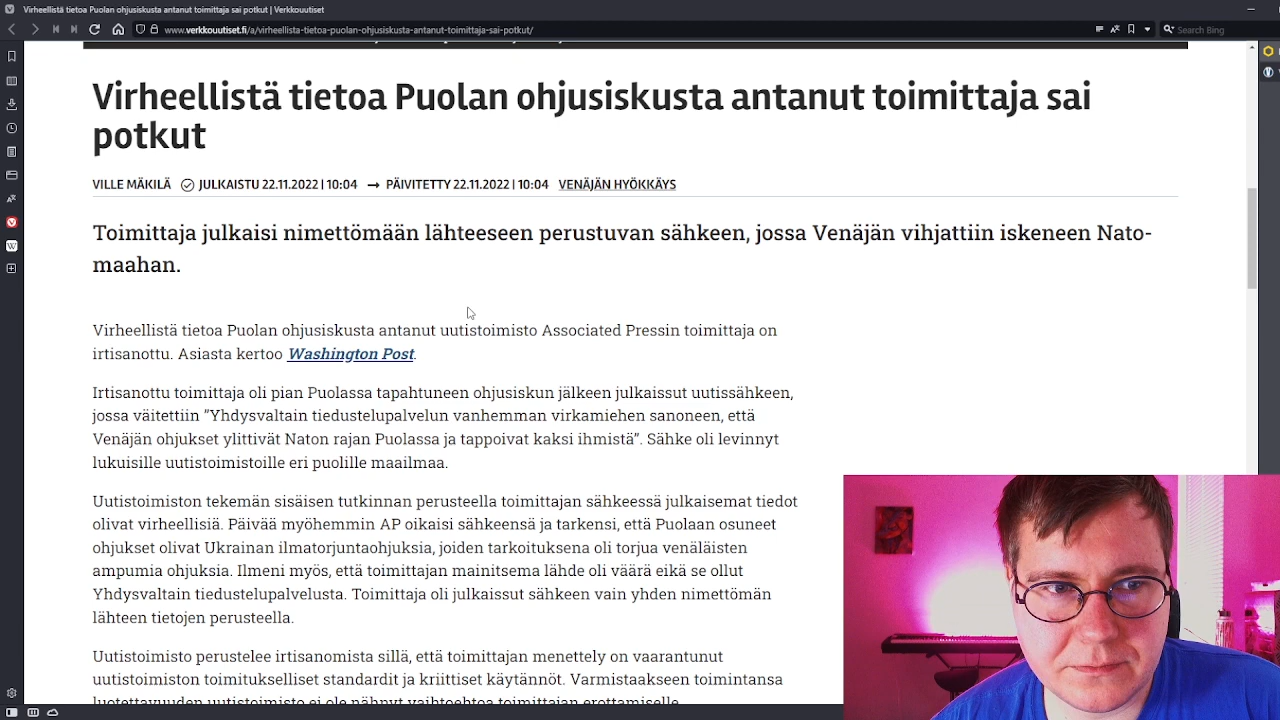 Virheellistä tietoa Puolan ohjusiskusta antanut toimittaja sai potkut | Verkkouutiset
www.verkkouutiset.fi/a/virheellista-tietoa-puolan-ohjusiskusta-antanut-toimittaja-sai-potkut/
Search Bing
Virheellistä tietoa Puolan ohjusiskusta antanut toimittaja sai
potkut
VILLE MÄKILÄ JULKAISTU 22.11.2022 | 10:04 → PÄIVITETTY 22.11.2022 | 10:04 VENÄJÄN HYÖKKÄYS
Toimittaja julkaisi nimettömään lähteeseen perustuvan sähkeen, jossa Venäjän vihjattiin iskeneen Nato-
maahan.
Virheellistä tietoa Puolan ohjusiskusta antanut uutistoimisto Associated Pressin toimittaja on
irtisanottu. Asiasta kertoo Washington Post.
Irtisanottu toimittaja oli pian Puolassa tapahtuneen ohjusiskun jälkeen julkaissut uutissähkeen,
jossa väitettiin ”Yhdysvaltain tiedustelupalvelun vanhemman virkamiehen sanoneen, että
Venäjän ohjukset ylittivät Naton rajan Puolassa ja tappoivat kaksi ihmistä”. Sähke oli levinnyt
lukuisille uutistoimistoille eri puolille maailmaa.
Uutistoimiston tekemän sisäisen tutkinnan perusteella toimittajan sähkeessä julkaisemat tiedot
olivat virheellisiä. Päivää myöhemmin AP oikaisi sähkeensä ja tarkensi, että Puolaan osuneet
ohjukset olivat Ukrainan ilmatorjuntaohjuksia, joiden tarkoituksena oli torjua venäläisten
ampumia ohjuksia. Ilmeni myös, että toimittajan mainitsema lähde oli väärä eikä se ollut
Yhdysvaltain tiedustelupalvelusta. Toimittaja oli julkaissut sähkeen vain yhden nimettömän
lähteen tietojen perusteella.
Uutistoimisto perustelee irtisanomista sillä, että toimittajan menettely on vaarantunut
uutistoimiston toimitukselliset standardit ja kriittiset käytännöt. Varmistaakseen toimintansa
luotettavuuden uutistoimisto ei ole nähnyt vaihtoehtoa toimittajan erottamiselle.